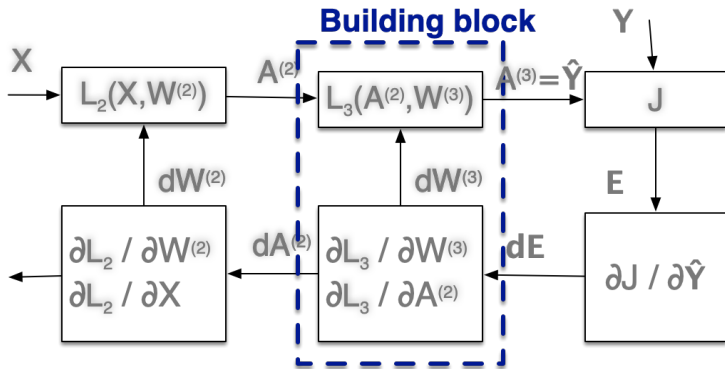 Building block
Y
X
A⁽²⁾
A⁽³⁾=Ŷ
L₂(X,W⁽²⁾)
L₃(A⁽²⁾,W⁽³⁾)
J
dW⁽²⁾
dW⁽³⁾
E
dA⁽²⁾
dE
∂L₂ / ∂W⁽²⁾
∂L₂ / ∂X
∂L₃ / ∂W⁽³⁾
∂L₃ / ∂A⁽²⁾
∂J / ∂Ŷ